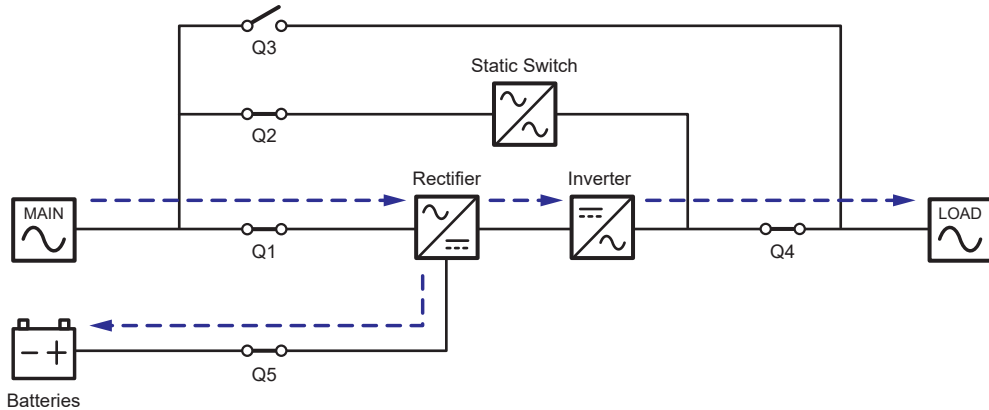 Q3
Static Switch
Q2
Rectifier
Inverter
MAIN
LOAD
Q1
Q4
Q5
Batteries